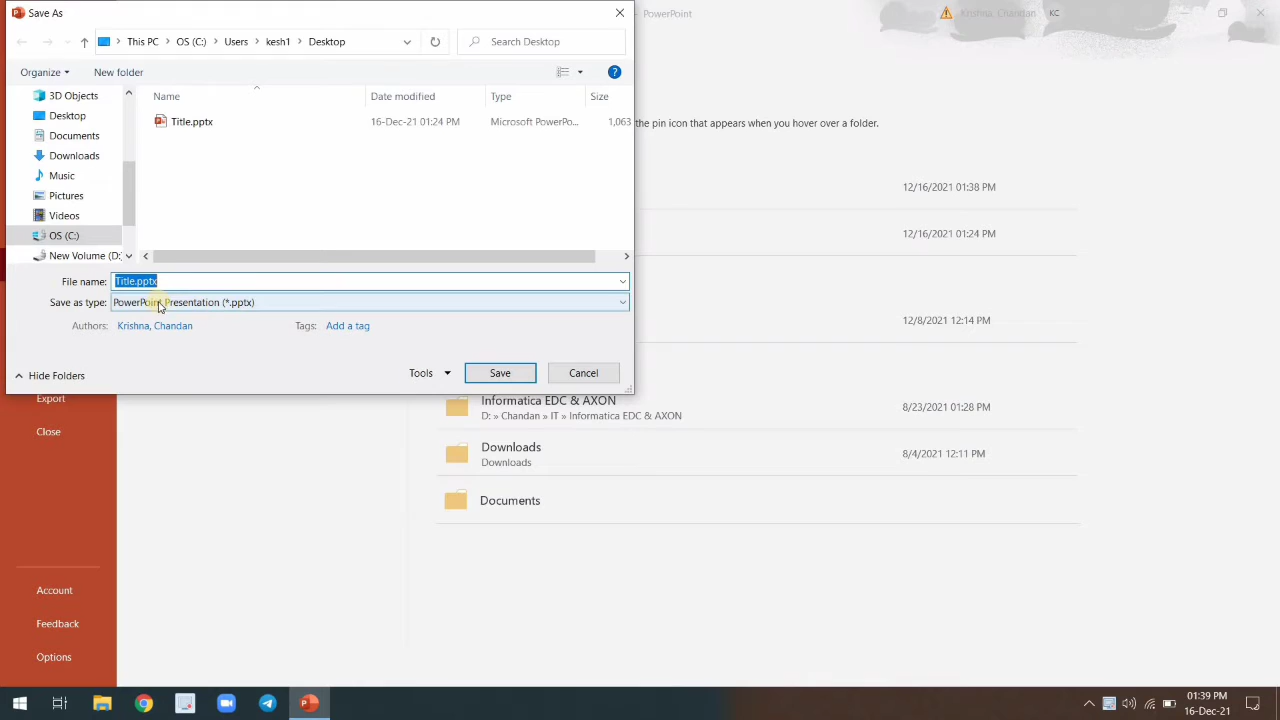 Save As
PowerPoint
Krishna, Chandan
KC
This PC > OS (C:) > Users > kesh1 > Desktop
Search Desktop
Organize
New folder
?
Name
Date modified
Type
Size
3D Objects
Desktop
Documents
Downloads
Music
Pictures
Videos
OS (C:)
New Volume (D:
Title.pptx
16-Dec-21 01:24 PM
Microsoft PowerPo...
1,063
File name:
Title.pptx
Save as type:
PowerPoint Presentation (*.pptx)
Authors:
Krishna, Chandan
Tags:
Add a tag
Hide Folders
Tools
Save
Cancel
the pin icon that appears when you hover over a folder.
12/16/2021 01:38 PM
12/16/2021 01:24 PM
12/8/2021 12:14 PM
Informatica EDC & AXON
D: » Chandan » IT » Informatica EDC & AXON
8/23/2021 01:28 PM
Downloads
Downloads
8/4/2021 12:11 PM
Documents
Export
Close
Account
Feedback
Options
01:39 PM
16-Dec-21